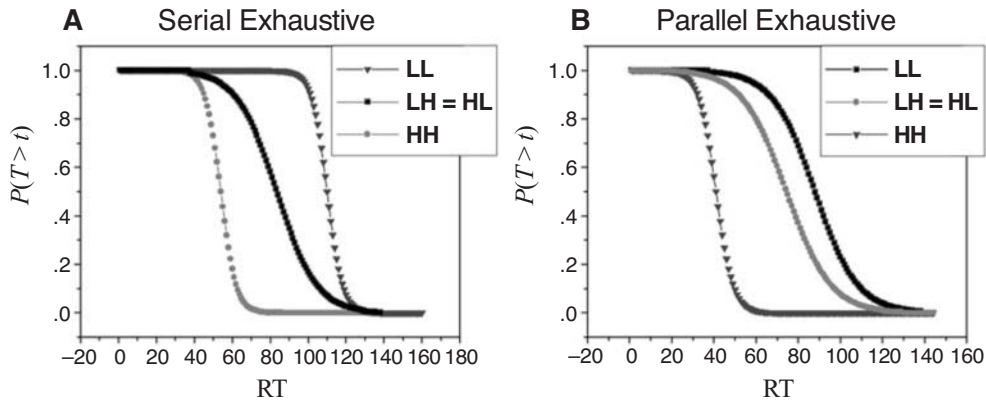 A Serial Exhaustive
1.0
.8
.6
.4
.2
.0
P(T > t)
LL
LH = HL
HH
−20 0 20 40 60 80 100 120 140 160 180
RT
B Parallel Exhaustive
1.0
.8
.6
.4
.2
.0
P(T > t)
LL
LH = HL
HH
−20 0 20 40 60 80 100 120 140 160
RT